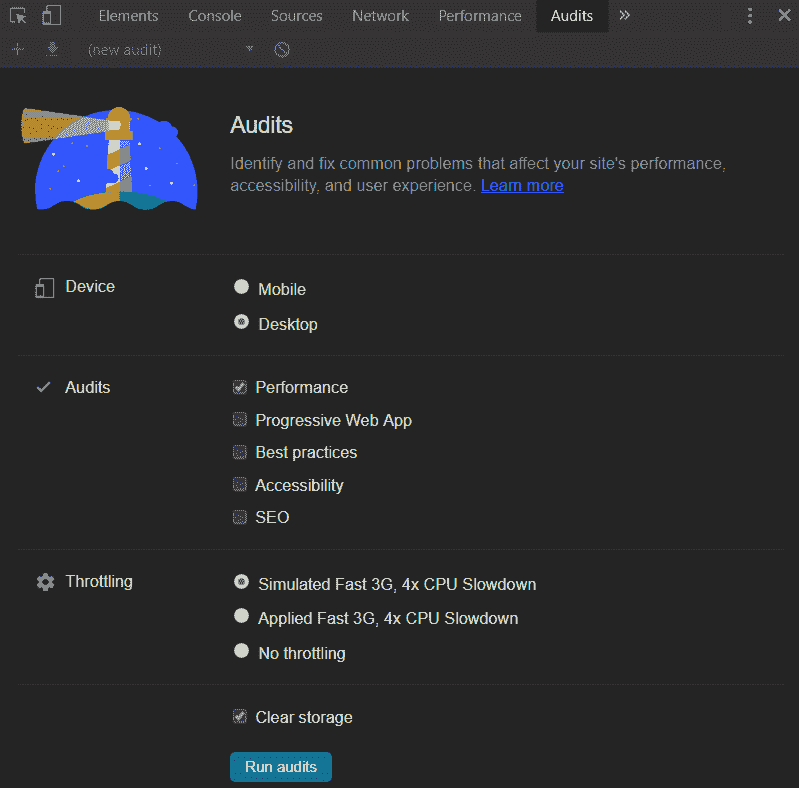 Elements Console Sources Network Performance Audits »
(new audit)
Audits
Identify and fix common problems that affect your site's performance,
accessibility, and user experience. Learn more
Device
Mobile
Desktop
Audits
Performance
Progressive Web App
Best practices
Accessibility
SEO
Throttling
Simulated Fast 3G, 4x CPU Slowdown
Applied Fast 3G, 4x CPU Slowdown
No throttling
Clear storage
Run audits